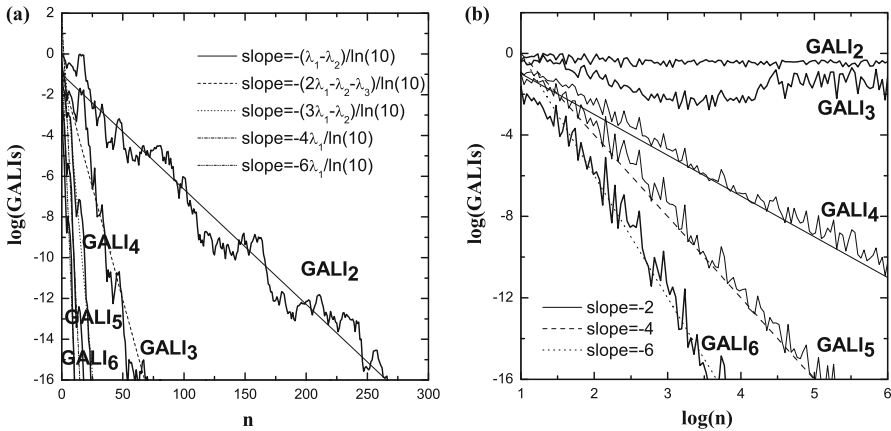 (a)
0
-2
-4
-6
-8
-10
-12
-14
-16
log(GALIs)
slope=-(λ₁-λ₂)/ln(10)
slope=-(2λ₁-λ₂-λ₃)/ln(10)
slope=-(3λ₁-λ₂)/ln(10)
slope=-4λ₁/ln(10)
slope=-6λ₁/ln(10)
GALI₄
GALI₂
GALI₅
GALI₆
GALI₃
0
50
100
150
200
250
300
n
(b)
0
-4
-8
-12
-16
log(GALIs)
GALI₂
GALI₃
GALI₄
slope=-2
slope=-4
slope=-6
GALI₆
GALI₅
1
2
3
4
5
6
log(n)